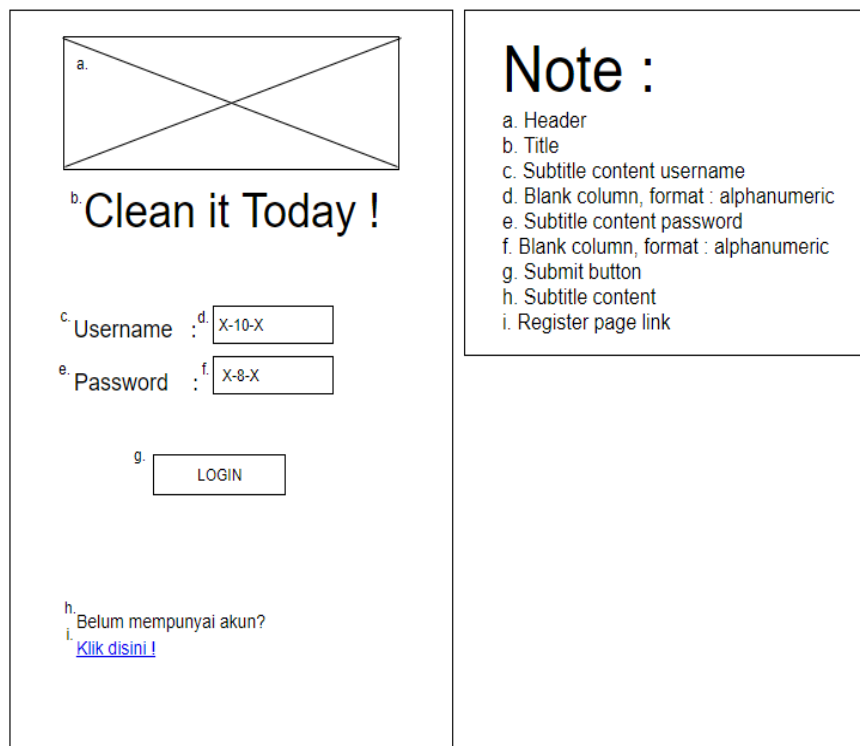 a.
b. Clean it Today !
c. Username : d. X-10-X
e. Password : f. X-8-X
g. LOGIN
h. Belum mempunyai akun?
i. Klik disini !
Note :
a. Header
b. Title
c. Subtitle content username
d. Blank column, format : alphanumeric
e. Subtitle content password
f. Blank column, format : alphanumeric
g. Submit button
h. Subtitle content
i. Register page link